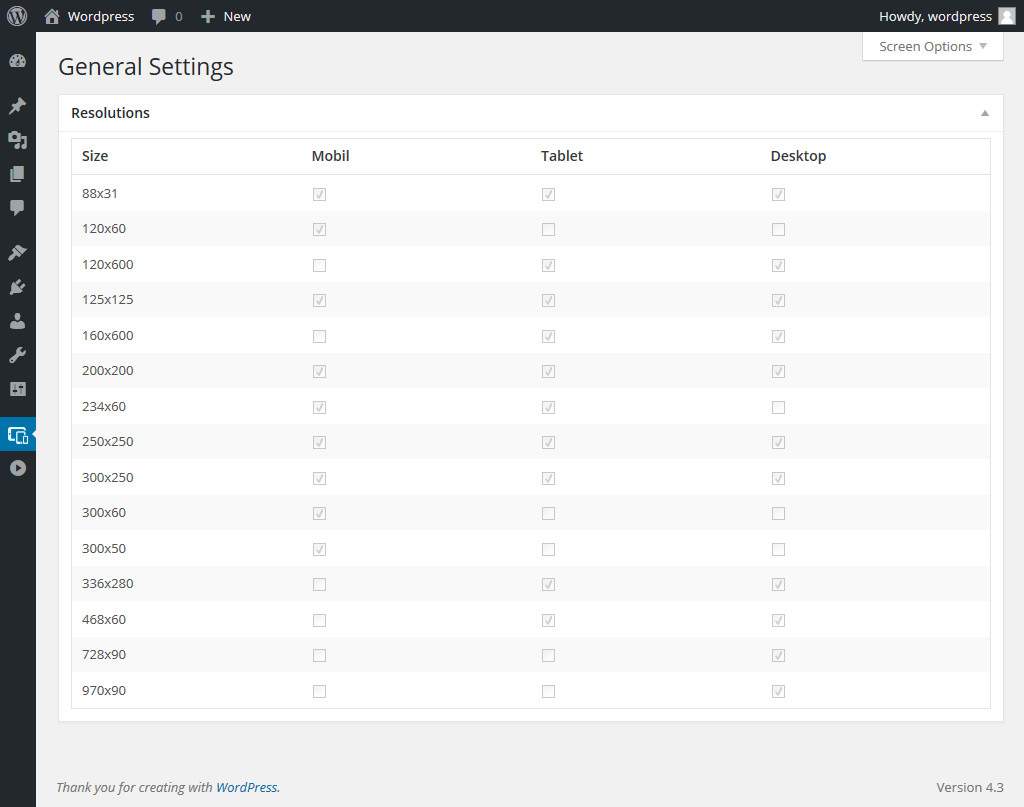 Wordpress 0 New Howdy, wordpress
Screen Options
General Settings
Resolutions
Size Mobil Tablet Desktop
88x31
120x60
120x600
125x125
160x600
200x200
234x60
250x250
300x250
300x60
300x50
336x280
468x60
728x90
970x90
Thank you for creating with WordPress. Version 4.3